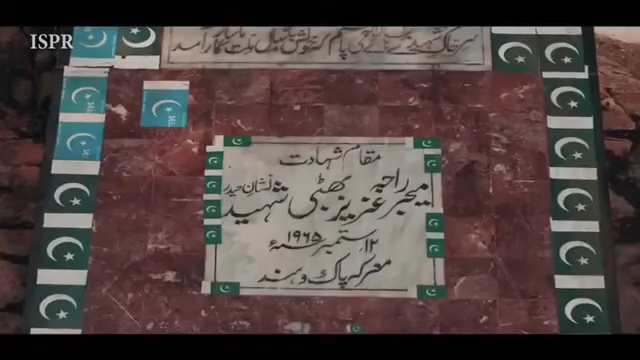 ISPR
مقام شہادت
میجر راجہ عزیز بھٹی شہید نشان حیدر
۱۲ ستمبر ۱۹۶۵ء
معرکہ پاک و ہند